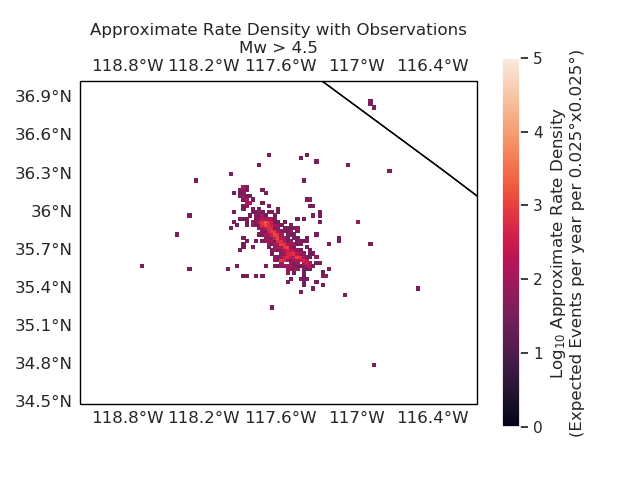 Approximate Rate Density with Observations
Mw > 4.5
118.8°W 118.2°W 117.6°W 117°W 116.4°W
36.9°N
36.6°N
36.3°N
36°N
35.7°N
35.4°N
35.1°N
34.8°N
34.5°N
118.8°W 118.2°W 117.6°W 117°W 116.4°W
5
4
3
2
1
0
Log₁₀ Approximate Rate Density
(Expected Events per year per 0.025°x0.025°)